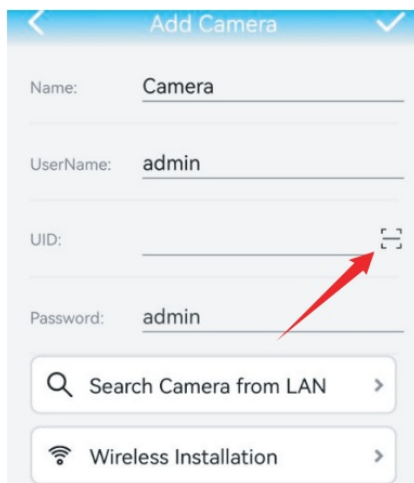 Add Camera
Name: Camera
UserName: admin
UID:
Password: admin
Search Camera from LAN
Wireless Installation